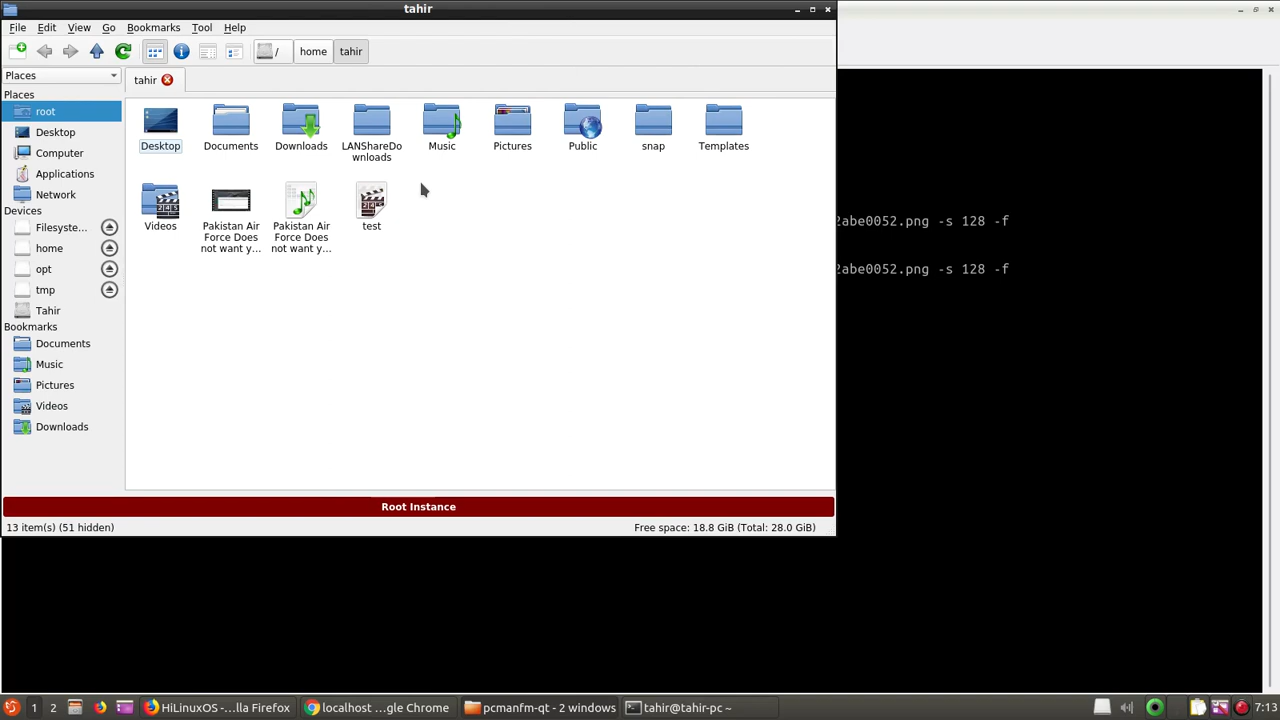 tahir
File Edit View Go Bookmarks Tool Help
/ home tahir
Places
tahir
Places
root
Desktop
Computer
Applications
Network
Devices
Filesyste...
home
opt
tmp
Tahir
Bookmarks
Documents
Music
Pictures
Videos
Downloads
Desktop
Documents
Downloads
LANShareDo
wnloads
Music
Pictures
Public
snap
Templates
Videos
Pakistan Air
Force Does
not want y...
Pakistan Air
Force Does
not want y...
test
2abe0052.png -s 128 -f
2abe0052.png -s 128 -f
Root Instance
13 item(s) (51 hidden)
Free space: 18.8 GiB (Total: 28.0 GiB)
1 2 HiLinuxOS -...lla Firefox localhost ...gle Chrome pcmanfm-qt - 2 windows tahir@tahir-pc ~ 7:13